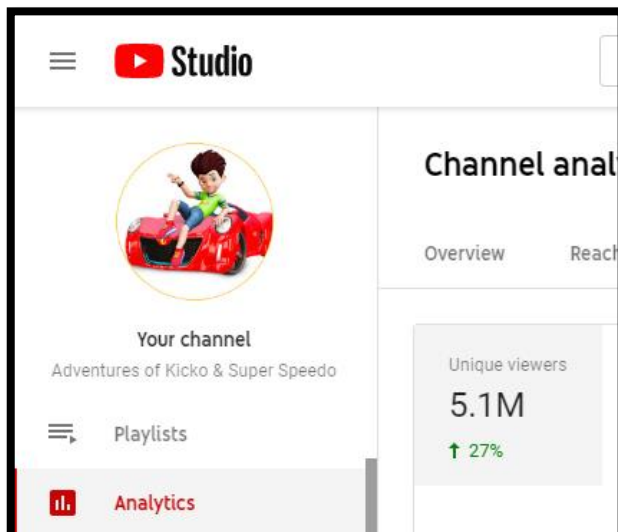 Studio
Channel anal
Overview Reach
Your channel
Adventures of Kicko & Super Speedo
Unique viewers
5.1M
↑ 27%
Playlists
Analytics